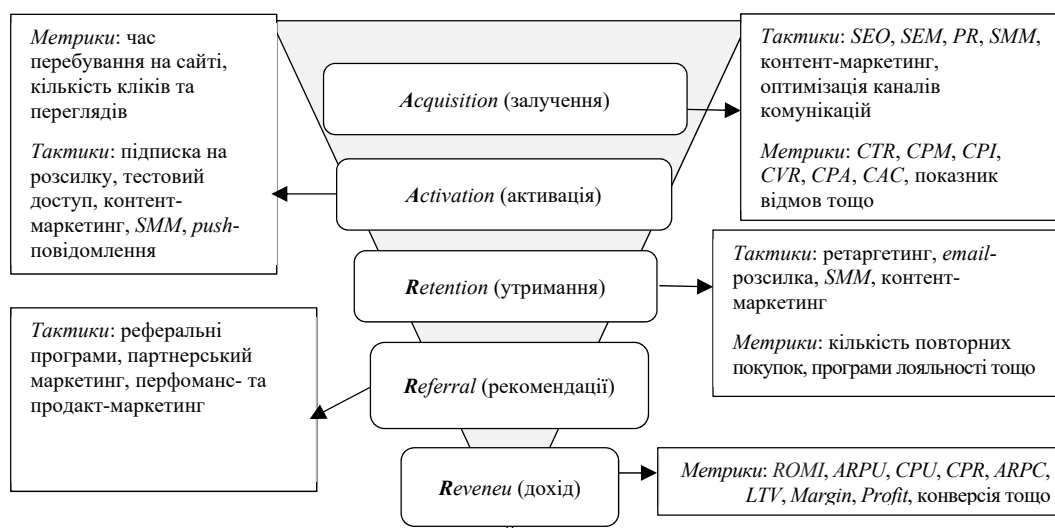 Метрики: час
перебування на сайті,
кількість кліків та
переглядів
Тактики: підписка на
розсилку, тестовий
доступ, контент-
маркетинг, SMM, push-
повідомлення
Acquisition (залучення)
Тактики: SEO, SEM, PR, SMM,
контент-маркетинг,
оптимізація каналів
комунікацій
Метрики: CTR, CPM, CPI,
CVR, CPA, CAC, показник
відмов тощо
Activation (активація)
Retention (утримання)
Тактики: ретаргетинг, email-
розсилка, SMM, контент-
маркетинг
Метрики: кількість повторних
покупок, програми лояльності тощо
Тактики: реферальні
програми, партнерський
маркетинг, перфоманс- та
продакт-маркетинг
Referral (рекомендації)
Reveneu (дохід)
Метрики: ROMI, ARPU, CPU, CPR, ARPC,
LTV, Margin, Profit, конверсія тощо